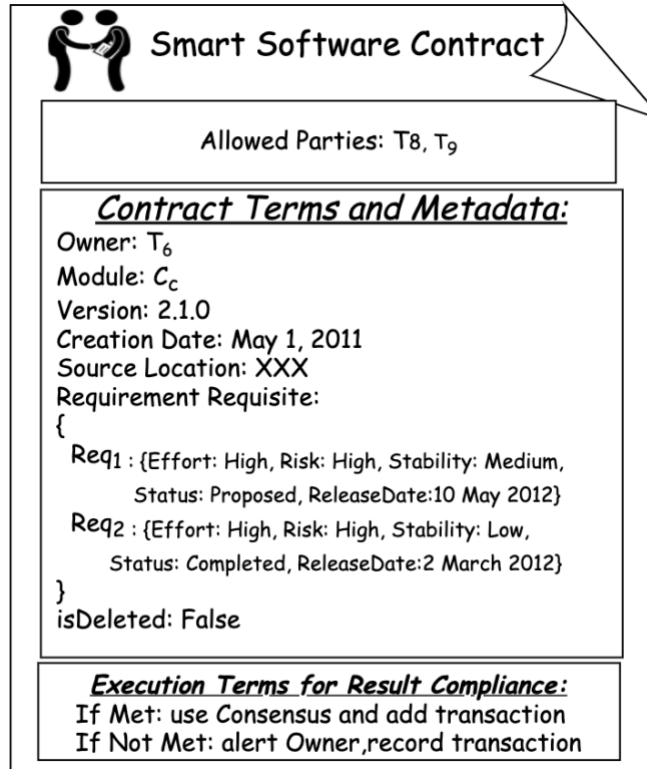 Smart Software Contract
Allowed Parties: T8, T9
Contract Terms and Metadata:
Owner: T6
Module: Cc
Version: 2.1.0
Creation Date: May 1, 2011
Source Location: XXX
Requirement Requisite:
{
Req1 : {Effort: High, Risk: High, Stability: Medium,
Status: Proposed, ReleaseDate:10 May 2012}
Req2 : {Effort: High, Risk: High, Stability: Low,
Status: Completed, ReleaseDate:2 March 2012}
}
isDeleted: False
Execution Terms for Result Compliance:
If Met: use Consensus and add transaction
If Not Met: alert Owner,record transaction